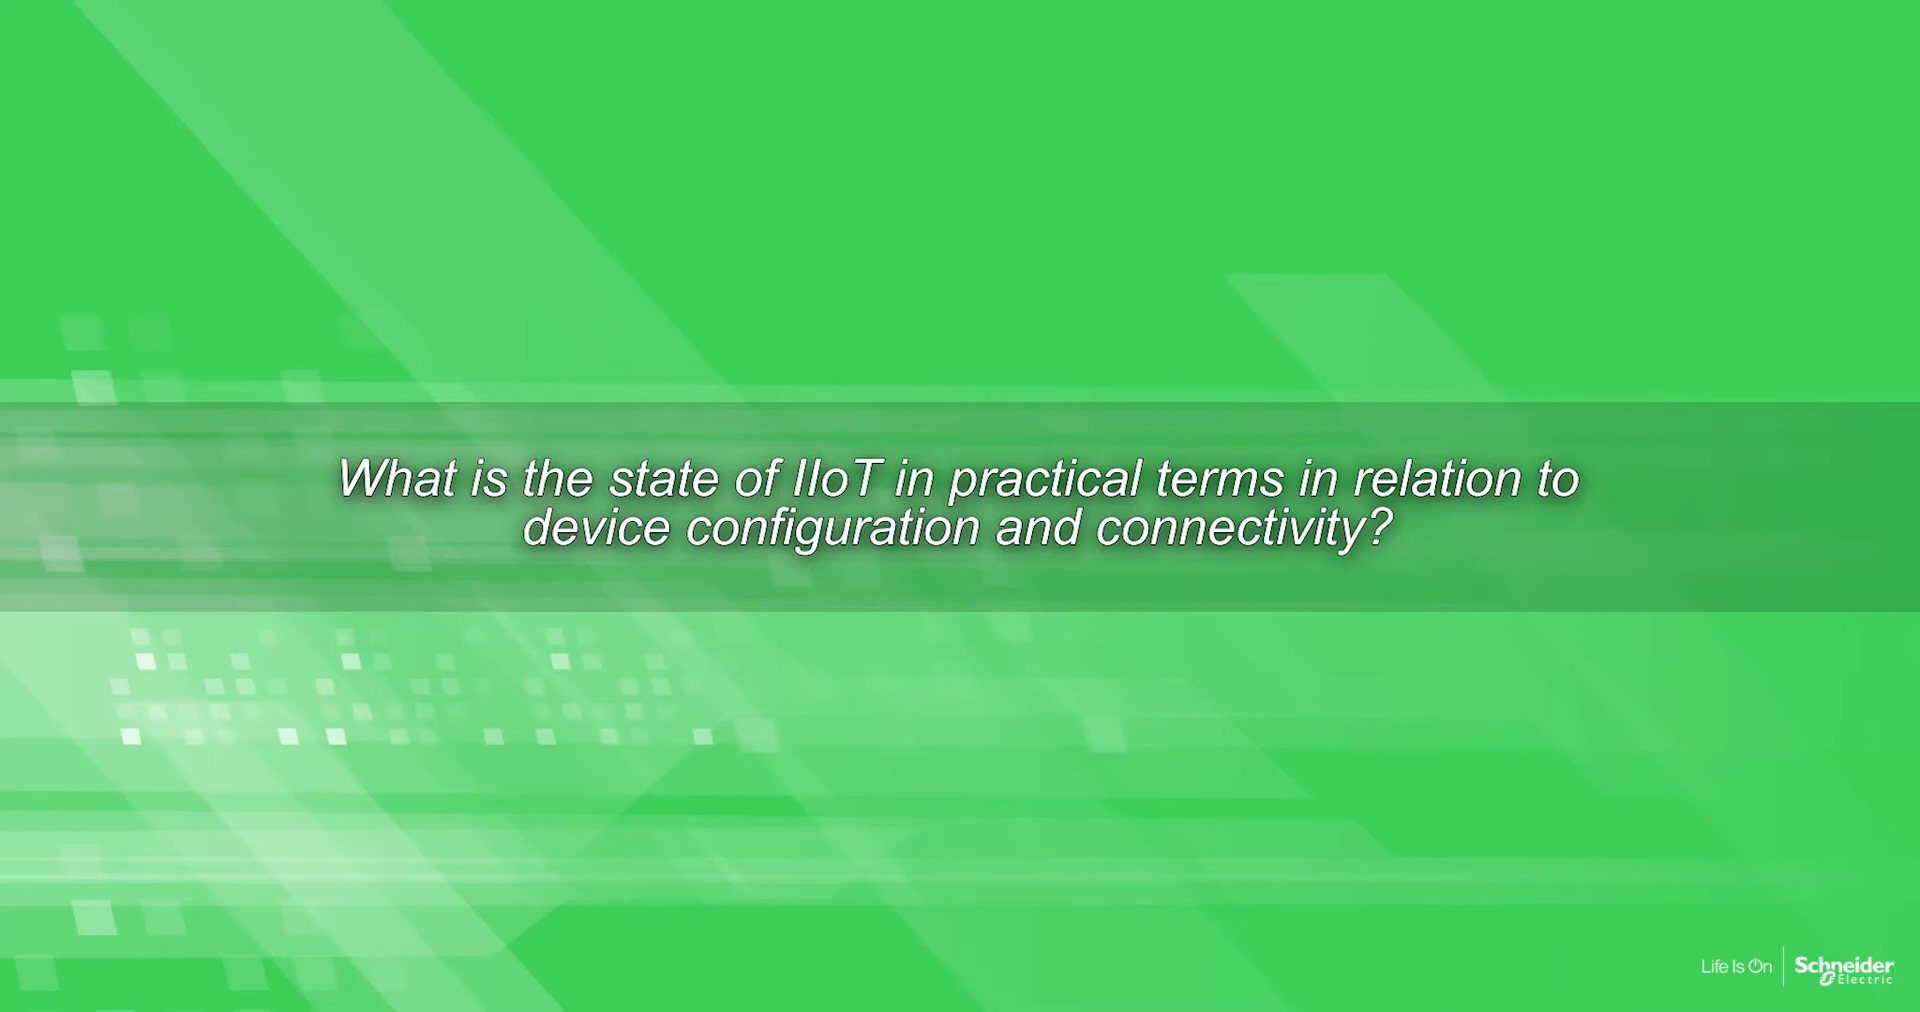 What is the state of IIoT in practical terms in relation to
device configuration and connectivity?
Life Is On
Schneider
Electric